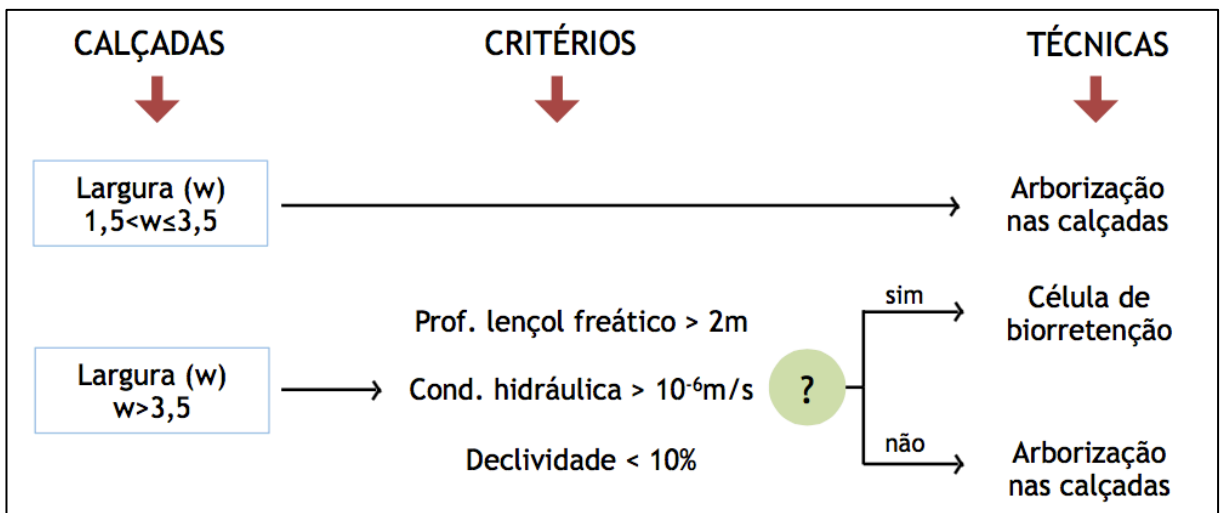 CALÇADAS
CRITÉRIOS
TÉCNICAS
Largura (w)
1,5<w≤3,5
Arborização
nas calçadas
Largura (w)
w>3,5
Prof. lençol freático > 2m
Cond. hidráulica > 10⁻⁶m/s
Declividade < 10%
?
sim
Célula de
biorretenção
não
Arborização
nas calçadas